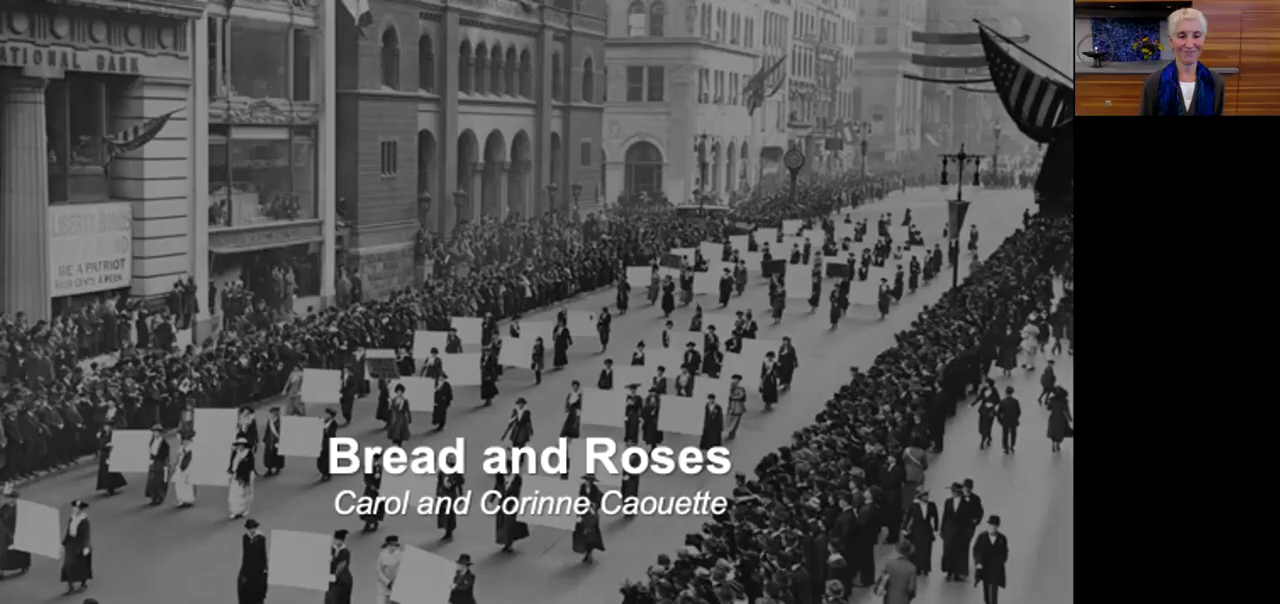 ATIONAL BANK
LIBERTY BONDS
BE A PATRIOT
Bread and Roses
Carol and Corinne Caouette